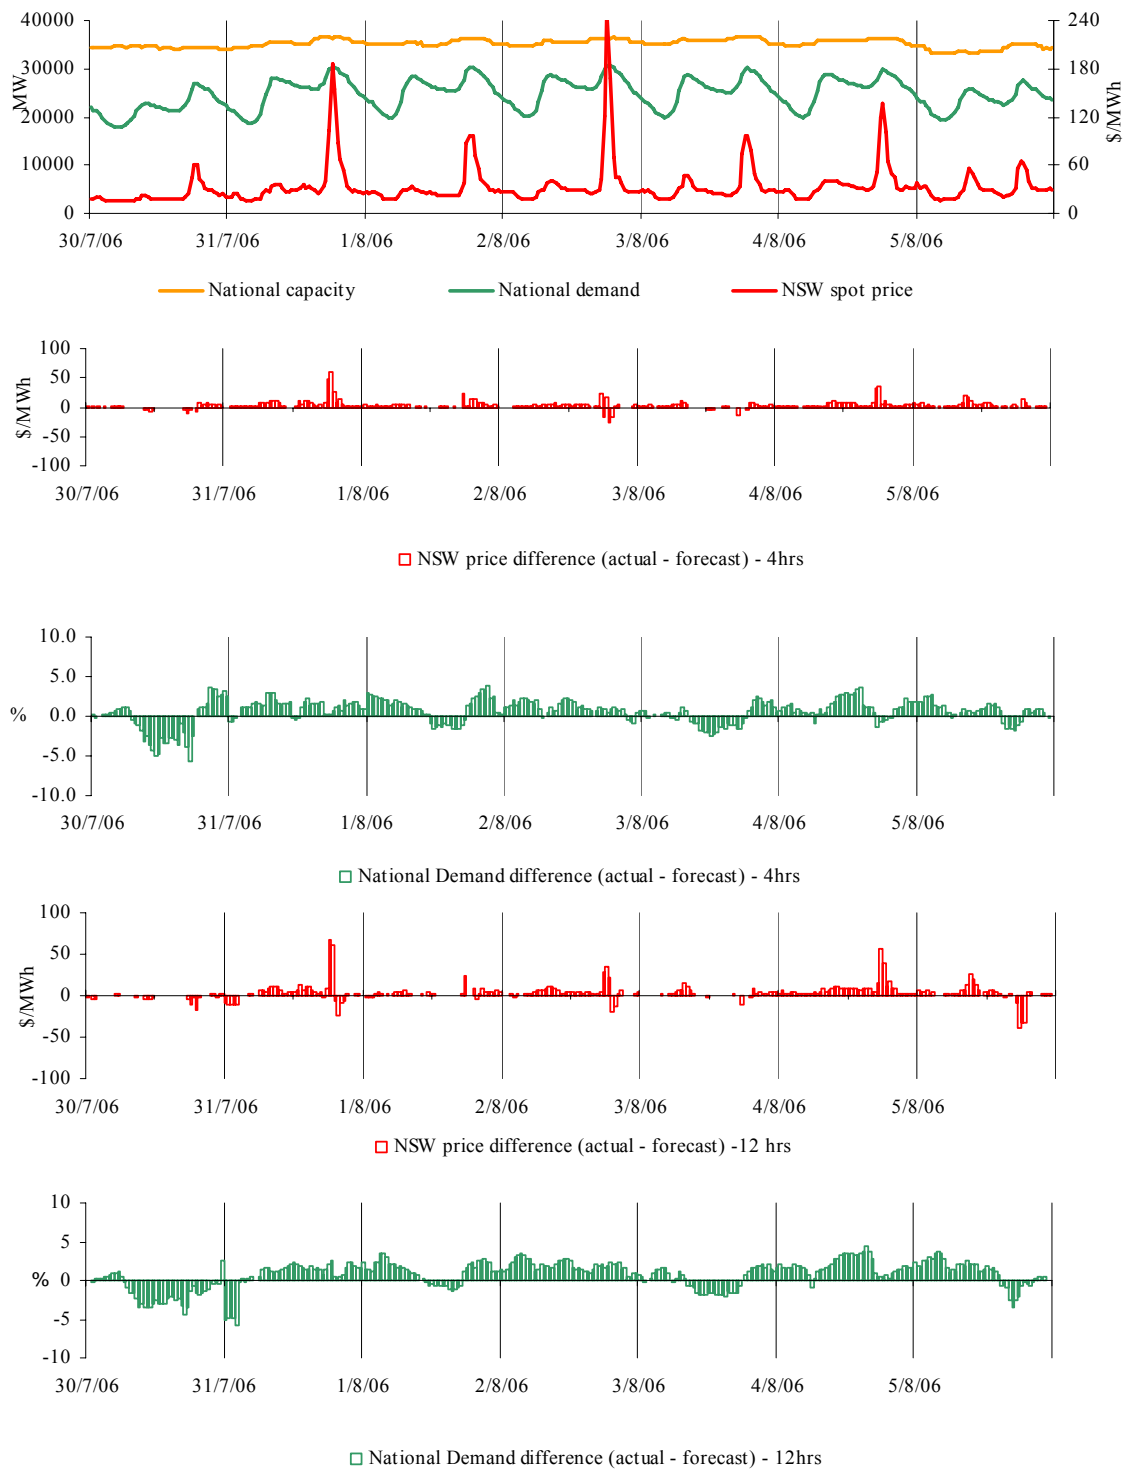 40000 240
30000 180
MW
20000 120
$/MWh
10000 60
0 0
30/7/06 31/7/06 1/8/06 2/8/06 3/8/06 4/8/06 5/8/06
National capacity National demand NSW spot price
100
50
$/MWh
0
-50
-100
30/7/06 31/7/06 1/8/06 2/8/06 3/8/06 4/8/06 5/8/06
NSW price difference (actual - forecast) - 4hrs
10.0
5.0
% 0.0
-5.0
-10.0
30/7/06 31/7/06 1/8/06 2/8/06 3/8/06 4/8/06 5/8/06
National Demand difference (actual - forecast) - 4hrs
100
50
$/MWh
0
-50
-100
30/7/06 31/7/06 1/8/06 2/8/06 3/8/06 4/8/06 5/8/06
NSW price difference (actual - forecast) -12 hrs
10
5
% 0
-5
-10
30/7/06 31/7/06 1/8/06 2/8/06 3/8/06 4/8/06 5/8/06
National Demand difference (actual - forecast) - 12hrs